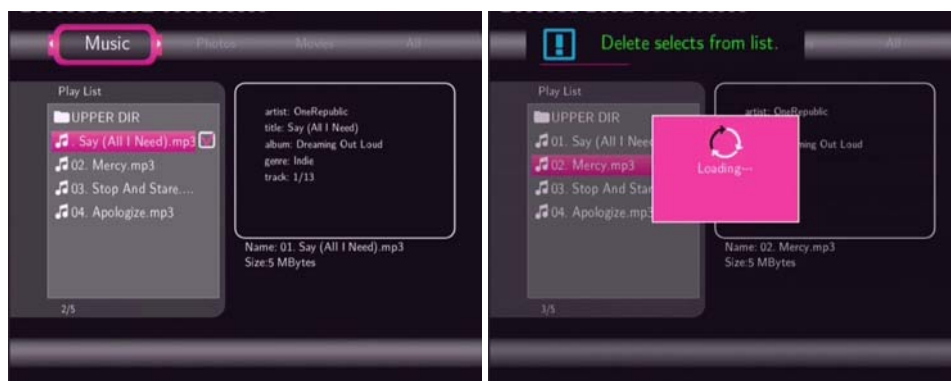 Music
Photos
Movies
All
Play List
UPPER DIR
. Say (All I Need).mp3
02. Mercy.mp3
03. Stop And Stare....
04. Apologize.mp3
2/5
artist: OneRepublic
title: Say (All I Need)
album: Dreaming Out Loud
genre: Indie
track: 1/13
Name: 01. Say (All I Need).mp3
Size:5 MBytes
Delete selects from list.
All
Play List
UPPER DIR
01. Say (All I Nee
02. Mercy.mp3
03. Stop And Star
04. Apologize.mp3
3/5
artist: OneRepublic
ming Out Loud
Loading...
Name: 02. Mercy.mp3
Size:5 MBytes